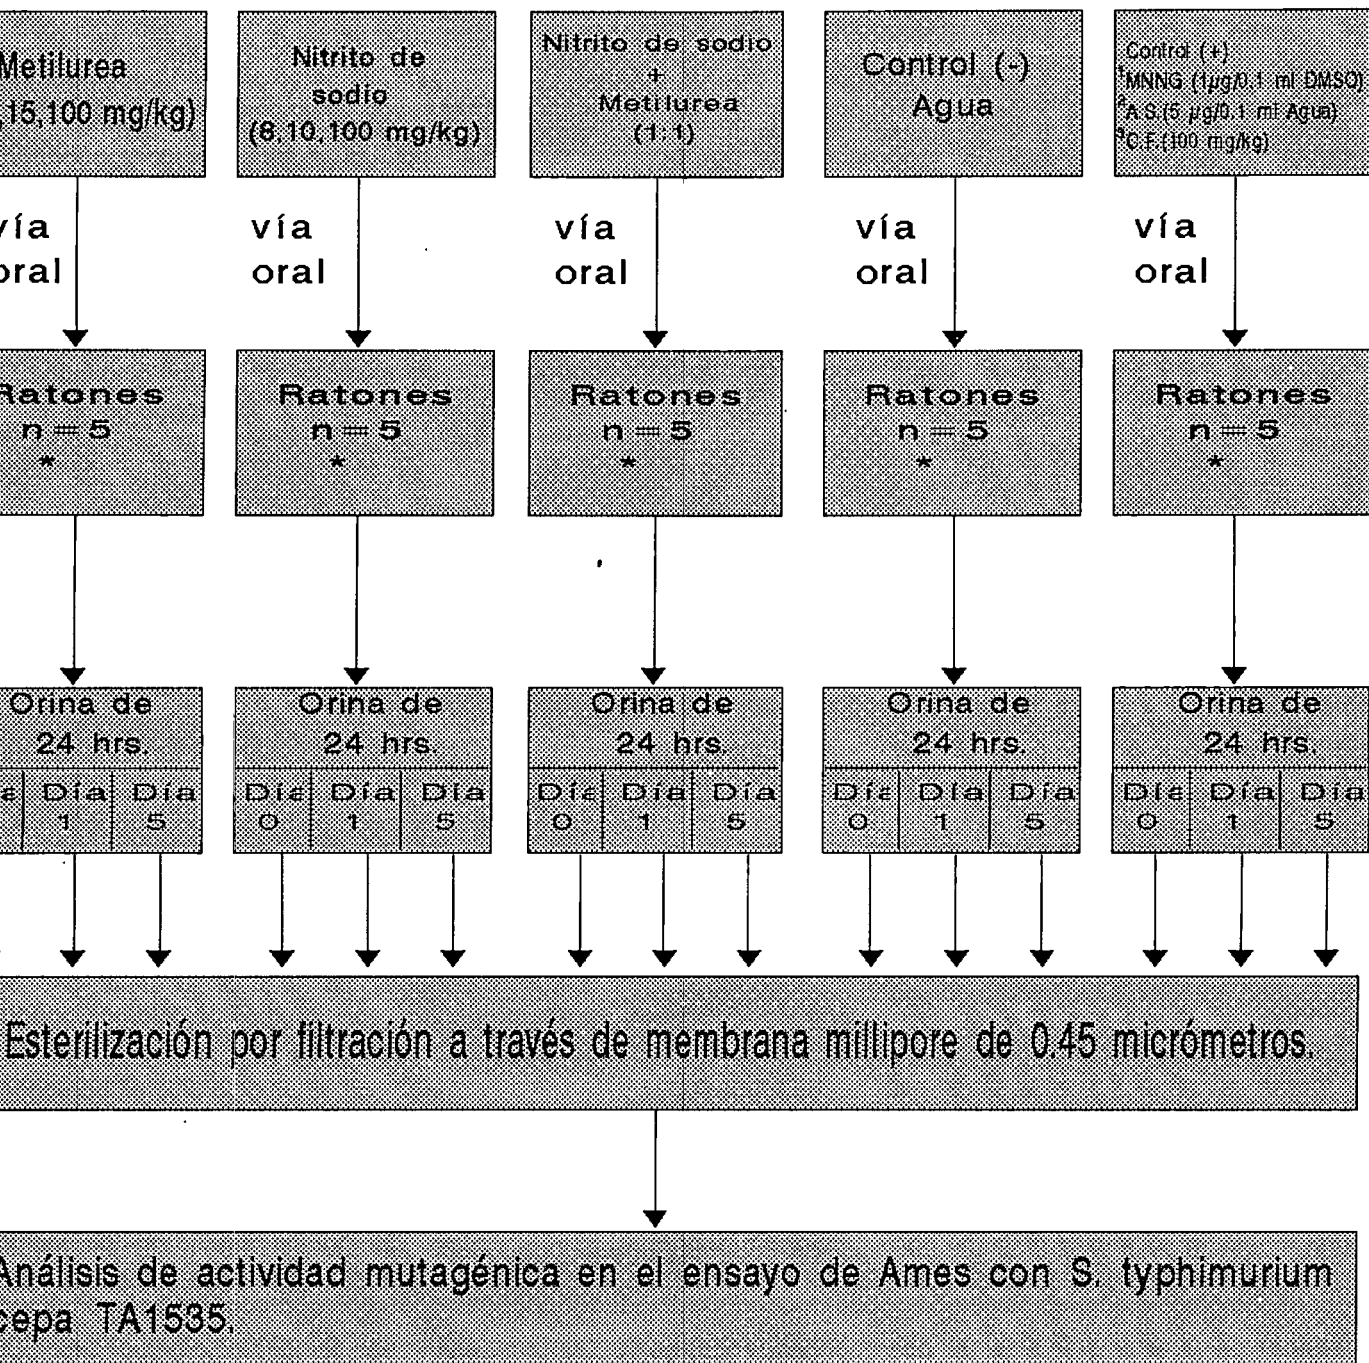 Metilurea
,15,100 mg/kg)
Nitrito de
sodio
(8,10,100 mg/kg)
Nitrito de sodio
+
Metilurea
(1:1)
Control (-)
Agua
Control (+)
¹MNNG (1µg/0.1 ml DMSO)
²A.S.(5 µg/0.1 ml Agua)
³C.F.(100 mg/kg)
vía
oral
vía
oral
vía
oral
vía
oral
vía
oral
Ratones
n=5
*
Ratones
n=5
*
Ratones
n=5
*
Ratones
n=5
*
Ratones
n=5
*
Orina de
24 hrs.
Día Día
1 5
Orina de
24 hrs.
Día Día Día
0 1 5
Orina de
24 hrs.
Día Día Día
0 1 5
Orina de
24 hrs.
Día Día Día
0 1 5
Orina de
24 hrs.
Día Día Día
0 1 5
Esterilización por filtración a través de membrana millipore de 0.45 micrómetros.
Análisis de actividad mutagénica en el ensayo de Ames con S. typhimurium
cepa TA1535.